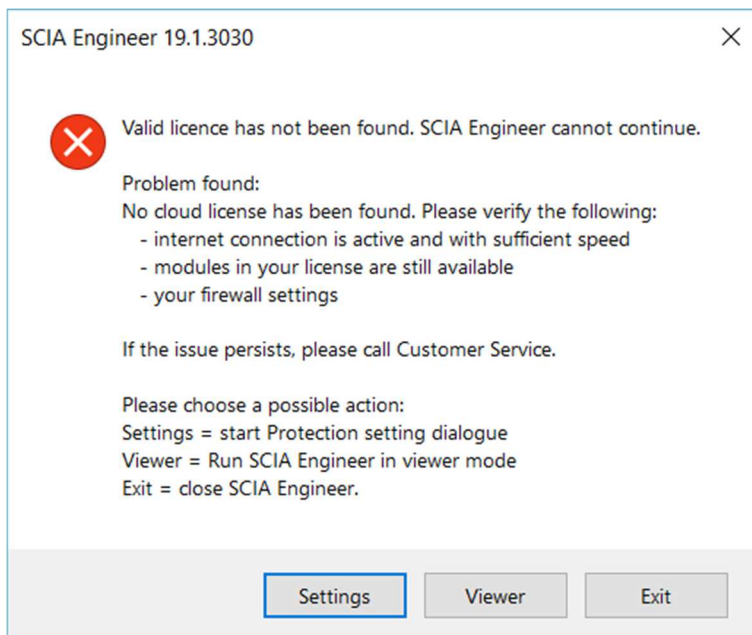 SCIA Engineer 19.1.3030
Valid licence has not been found. SCIA Engineer cannot continue.
Problem found:
No cloud license has been found. Please verify the following:
- internet connection is active and with sufficient speed
- modules in your license are still available
- your firewall settings
If the issue persists, please call Customer Service.
Please choose a possible action:
Settings = start Protection setting dialogue
Viewer = Run SCIA Engineer in viewer mode
Exit = close SCIA Engineer.
Settings Viewer Exit